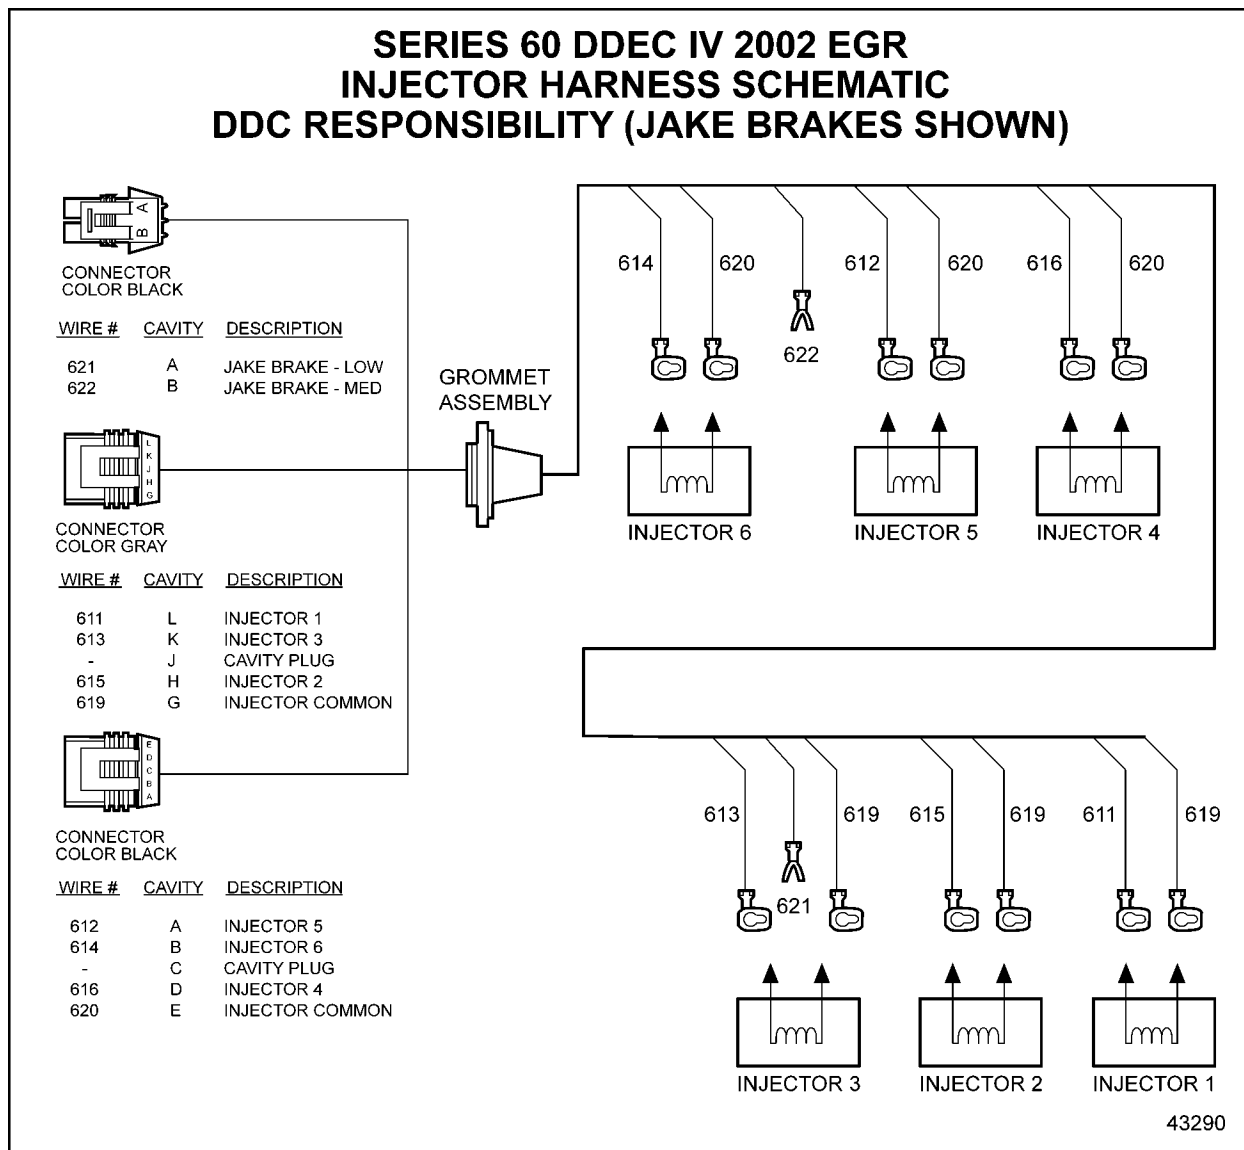 SERIES 60 DDEC IV 2002 EGR
INJECTOR HARNESS SCHEMATIC
DDC RESPONSIBILITY (JAKE BRAKES SHOWN)
B A
CONNECTOR
COLOR BLACK
WIRE # CAVITY DESCRIPTION
621 A JAKE BRAKE - LOW
622 B JAKE BRAKE - MED
L
K
J
H
G
CONNECTOR
COLOR GRAY
WIRE # CAVITY DESCRIPTION
611 L INJECTOR 1
613 K INJECTOR 3
- J CAVITY PLUG
615 H INJECTOR 2
619 G INJECTOR COMMON
E
D
C
B
A
CONNECTOR
COLOR BLACK
WIRE # CAVITY DESCRIPTION
612 A INJECTOR 5
614 B INJECTOR 6
- C CAVITY PLUG
616 D INJECTOR 4
620 E INJECTOR COMMON
GROMMET
ASSEMBLY
614 620 612 620 616 620
622
INJECTOR 6 INJECTOR 5 INJECTOR 4
613 619 615 619 611 619
621
INJECTOR 3 INJECTOR 2 INJECTOR 1
43290